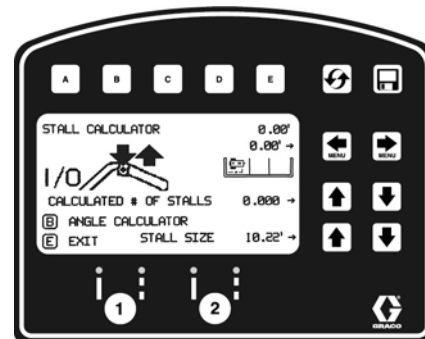 A B C D E
STALL CALCULATOR 0.00'
0.00' →
I/O
MENU MENU
CALCULATED # OF STALLS 0.000 →
B ANGLE CALCULATOR
E EXIT STALL SIZE 10.22' →
1 2
GRACO